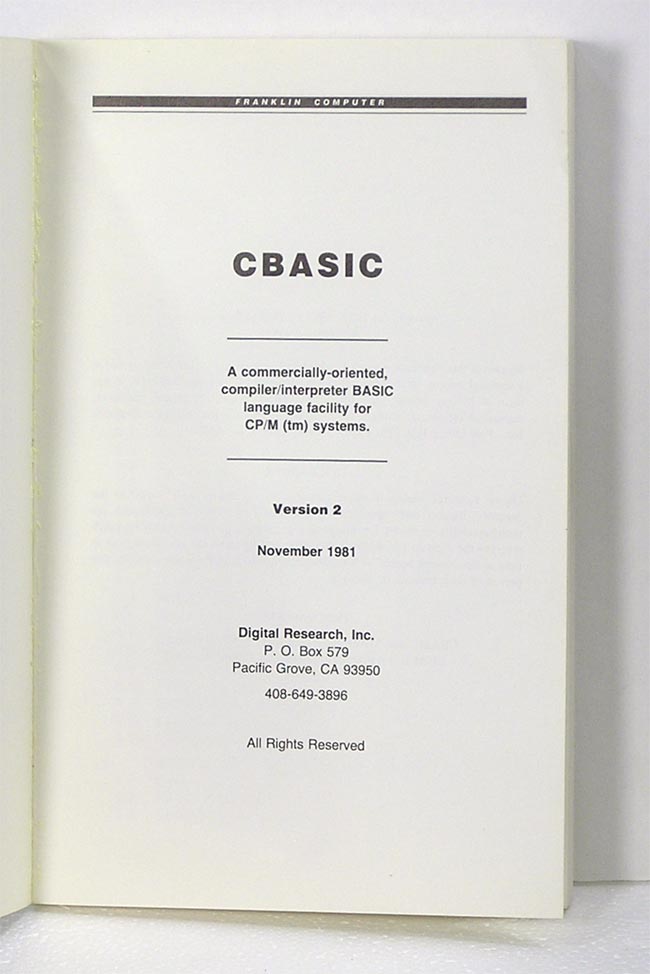 FRANKLIN COMPUTER
CBASIC
A commercially-oriented,
compiler/interpreter BASIC
language facility for
CP/M (tm) systems.
Version 2
November 1981
Digital Research, Inc.
P. O. Box 579
Pacific Grove, CA 93950
408-649-3896
All Rights Reserved